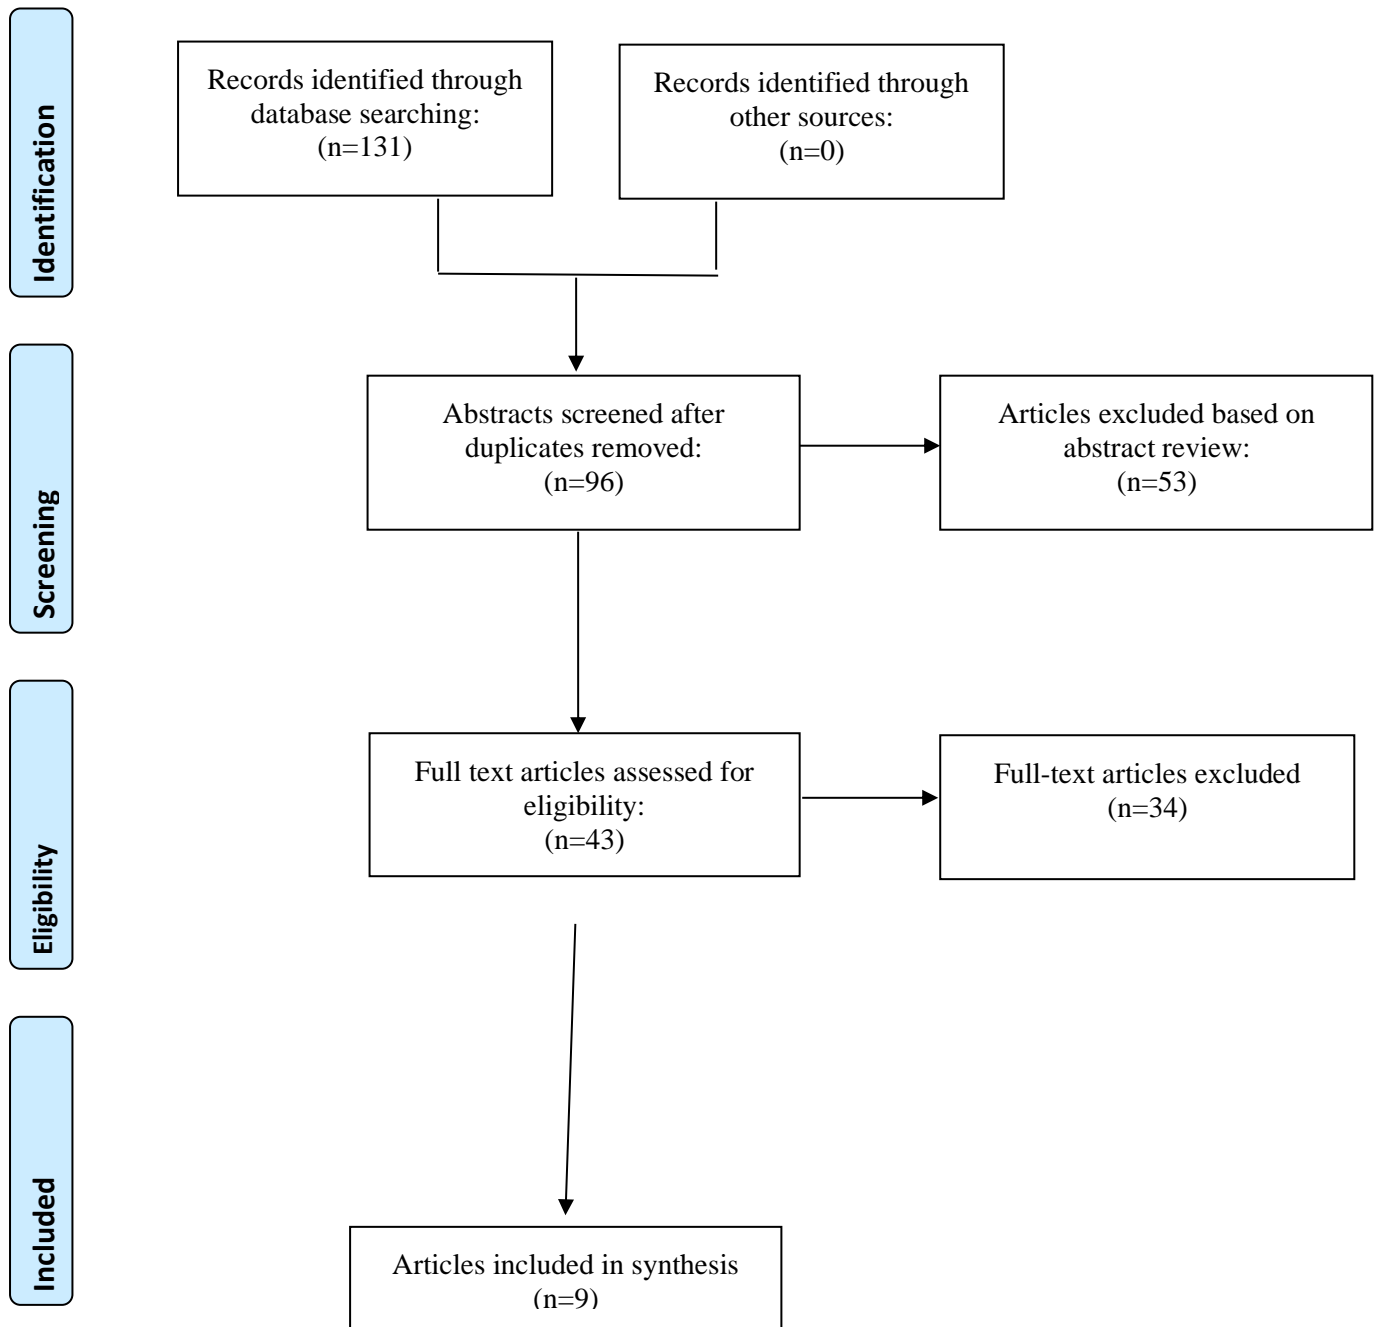 Identification
Records identified through
database searching:
(n=131)
Records identified through
other sources:
(n=0)
Screening
Abstracts screened after
duplicates removed:
(n=96)
Articles excluded based on
abstract review:
(n=53)
Eligibility
Full text articles assessed for
eligibility:
(n=43)
Full-text articles excluded
(n=34)
Included
Articles included in synthesis
(n=9)